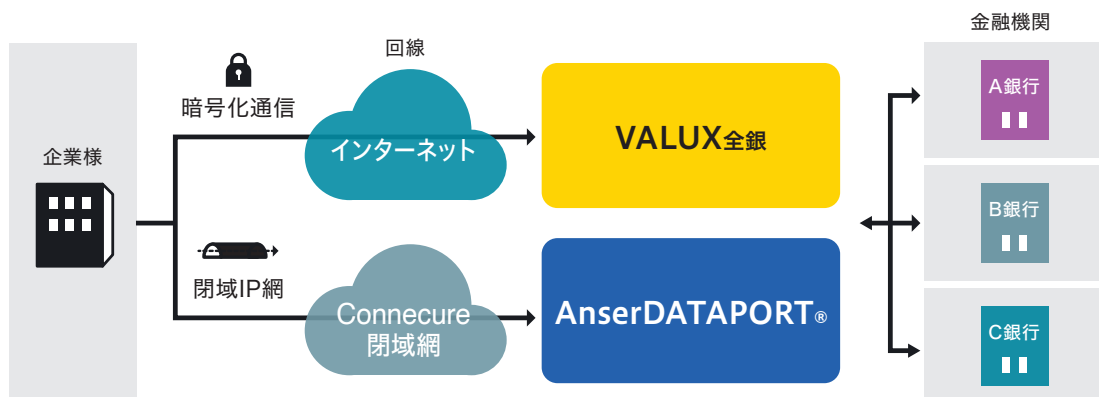 金融機関
回線
暗号化通信
企業様
インターネット
VALUX全銀
A銀行
B銀行
閉域IP網
Connecure
閉域網
AnserDATAPORT®
C銀行